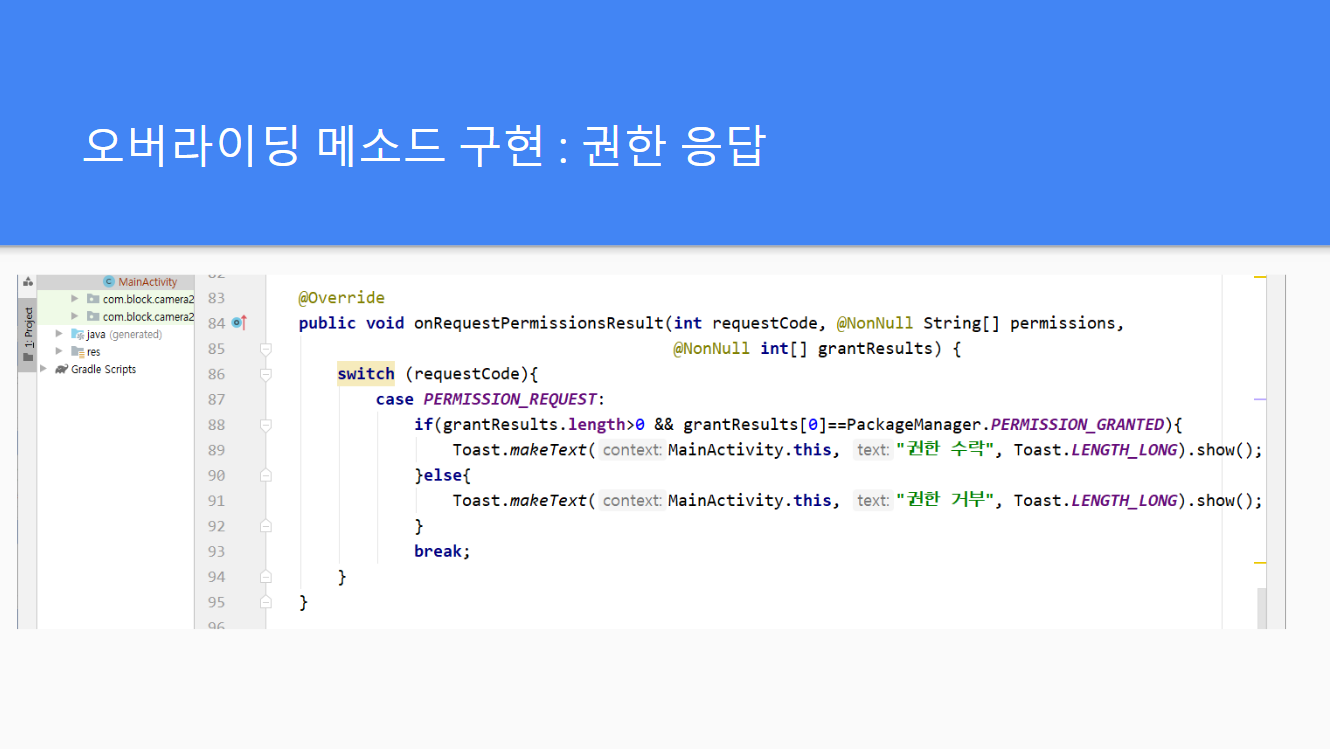 오버라이딩 메소드 구현 : 권한 응답
1: Project
MainActivity
com.block.camera2
com.block.camera2
java (generated)
res
Gradle Scripts
83 @Override
84 public void onRequestPermissionsResult(int requestCode, @NonNull String[] permissions,
85 @NonNull int[] grantResults) {
86 switch (requestCode){
87 case PERMISSION_REQUEST:
88 if(grantResults.length>0 && grantResults[0]==PackageManager.PERMISSION_GRANTED){
89 Toast.makeText( context: MainActivity.this, text: "권한 수락", Toast.LENGTH_LONG).show();
90 }else{
91 Toast.makeText( context: MainActivity.this, text: "권한 거부", Toast.LENGTH_LONG).show();
92 }
93 break;
94 }
95 }